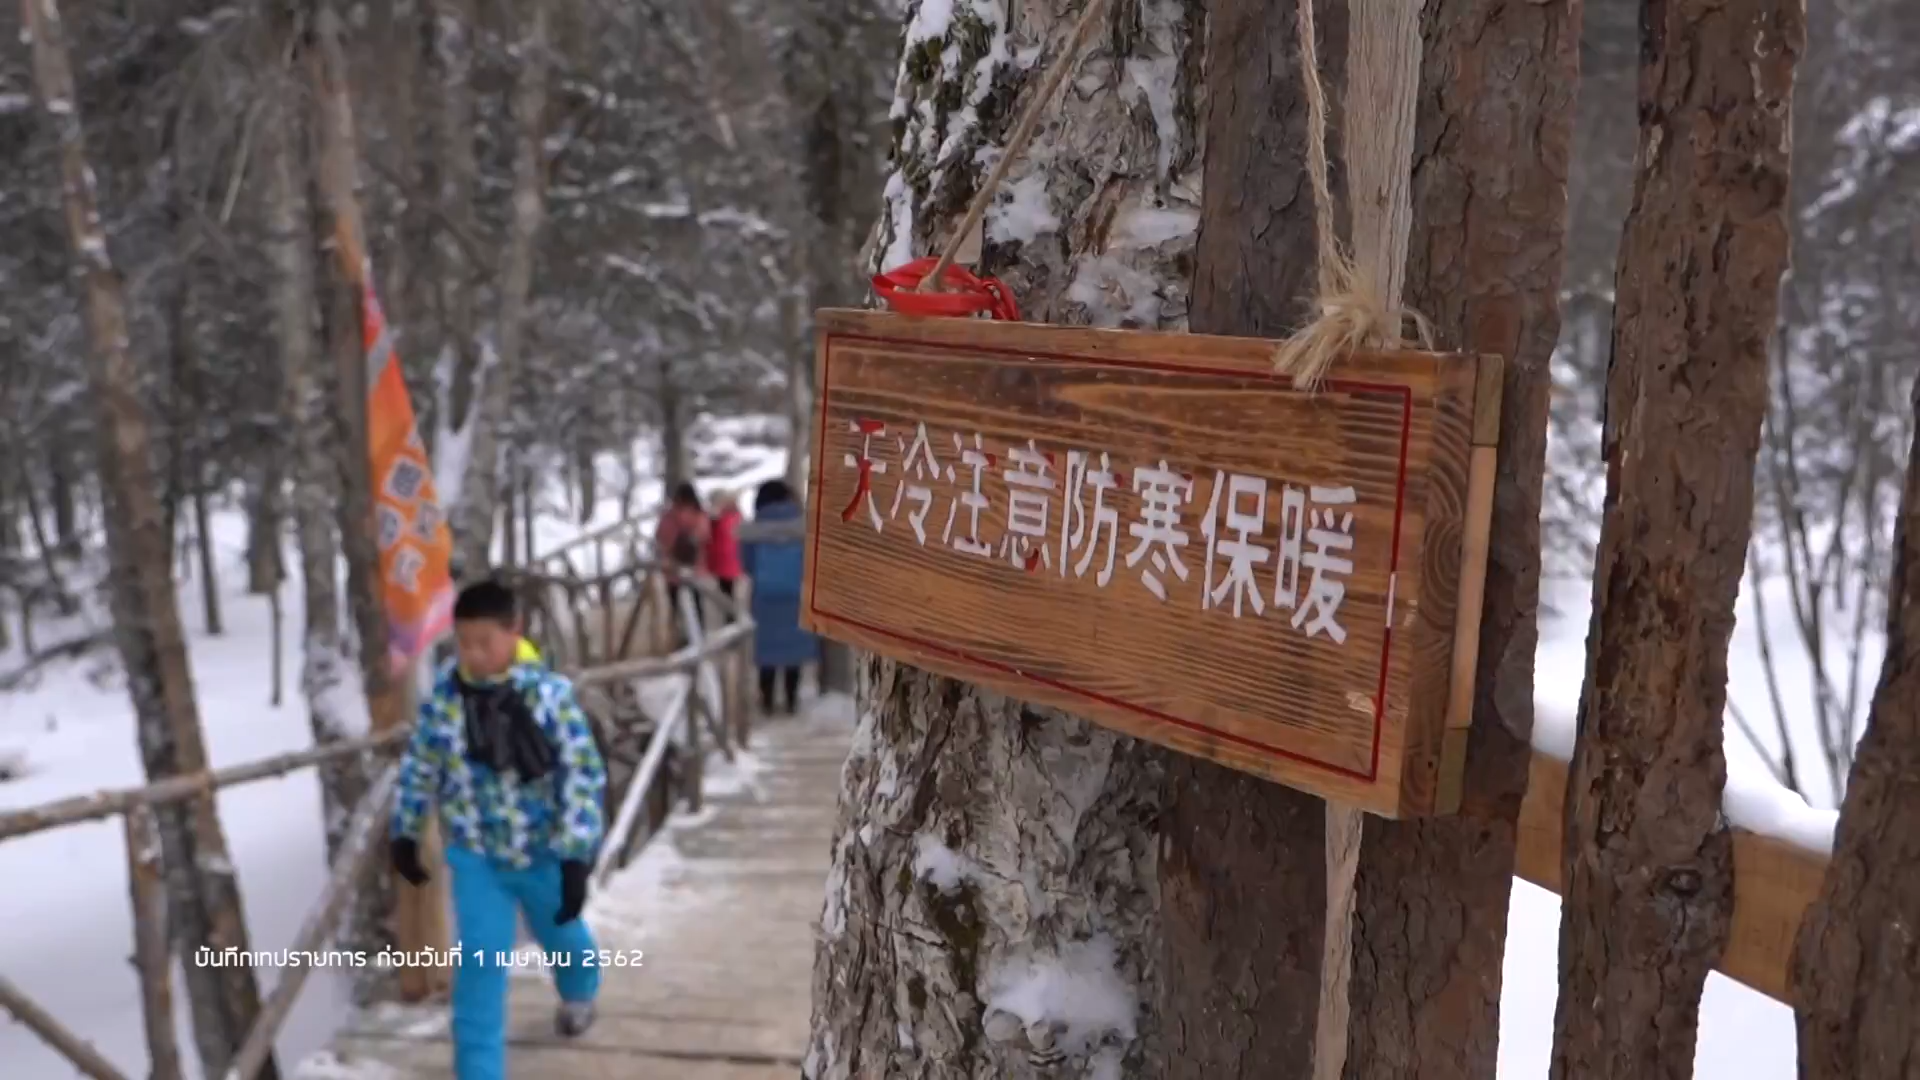 天冷注意防寒保暖
บันทึกเทปรายการ ก่อนวันที่ 1 เมษายน 2562